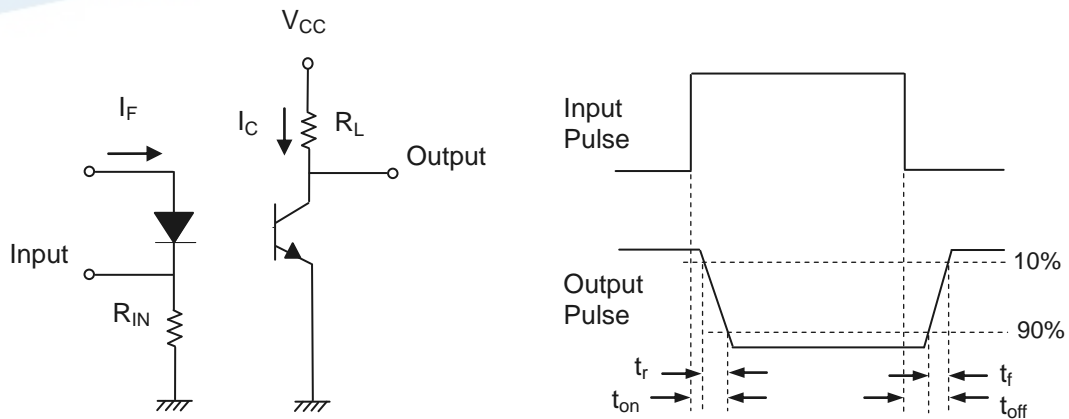 V_CC
I_F
I_C
R_L
Output
Input
R_IN
Input
Pulse
Output
Pulse
10%
90%
t_r
t_f
t_on
t_off